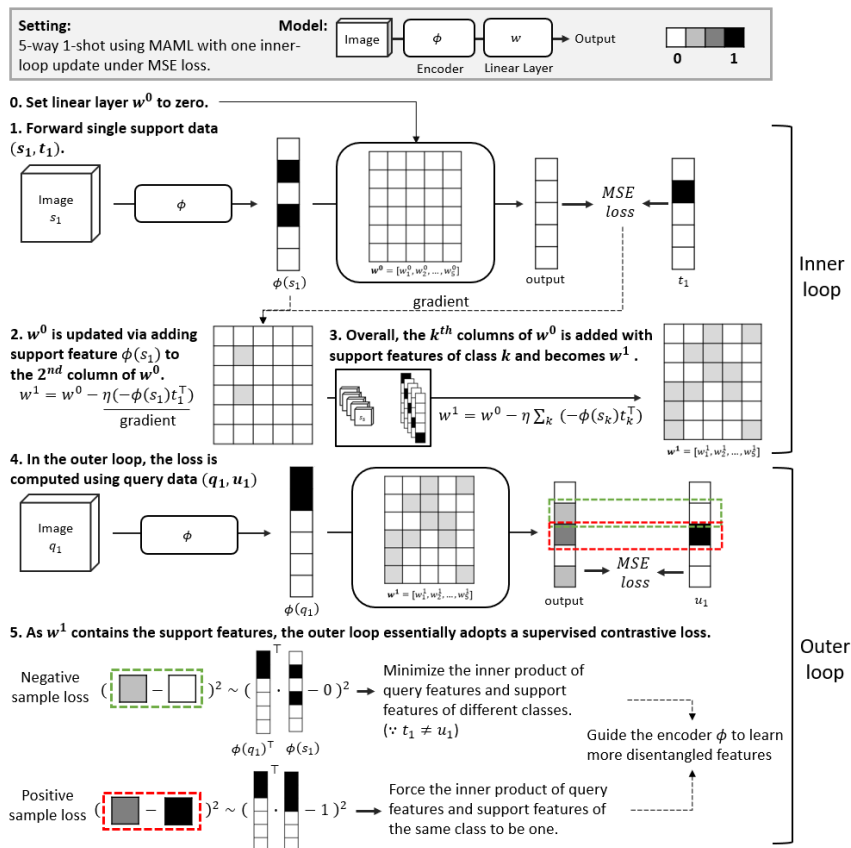 Setting:
5-way 1-shot using MAML with one inner-
loop update under MSE loss.
Model:
Image
ϕ
w
Output
Encoder
Linear Layer
0
1
0. Set linear layer w⁰ to zero.
1. Forward single support data
(s₁, t₁).
Image
s₁
ϕ
ϕ(s₁)
w⁰ = [w₁⁰, w₂⁰, ..., w₅⁰]
output
MSE
loss
t₁
gradient
Inner
loop
2. w⁰ is updated via adding
support feature ϕ(s₁) to
the 2ⁿᵈ column of w⁰.
w¹ = w⁰ − η(−ϕ(s₁)t₁⊤)
gradient
3. Overall, the kᵗʰ columns of w⁰ is added with
support features of class k and becomes w¹ .
s₁
w¹ = w⁰ − η ∑ₖ (−ϕ(sₖ)tₖ⊤)
w¹ = [w₁¹, w₂¹, ..., w₅¹]
4. In the outer loop, the loss is
computed using query data (q₁, u₁)
Image
q₁
ϕ
ϕ(q₁)
w¹ = [w₁¹, w₂¹, ..., w₅¹]
output
MSE
loss
u₁
5. As w¹ contains the support features, the outer loop essentially adopts a supervised contrastive loss.
Outer
loop
Negative
sample loss
( − )² ~ ( ⊤ · − 0 )²
ϕ(q₁)⊤ ϕ(s₁)
Minimize the inner product of
query features and support
features of different classes.
(∵ t₁ ≠ u₁)
Guide the encoder ϕ to learn
more disentangled features
Positive
sample loss
( − )² ~ ( ⊤ · − 1 )²
Force the inner product of query
features and support features of
the same class to be one.